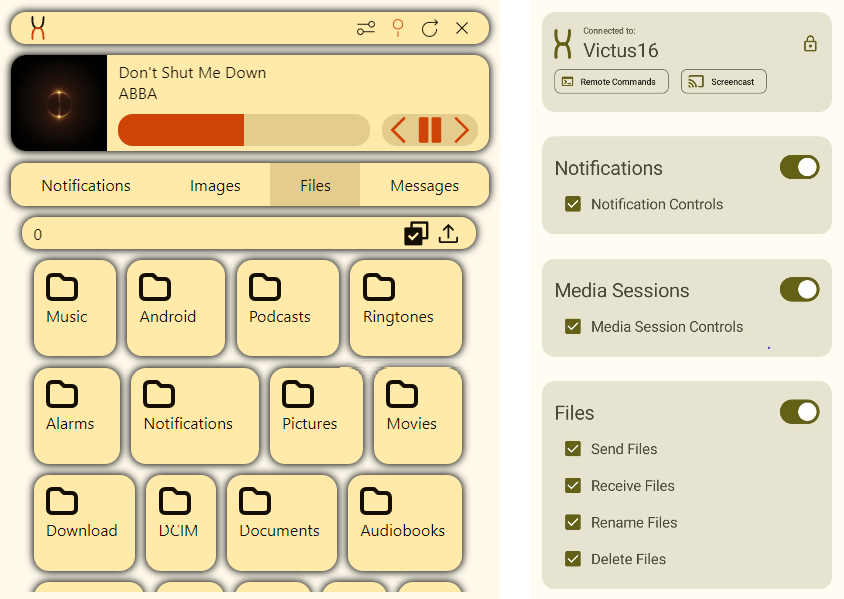 Don't Shut Me Down
ABBA
Notifications Images Files Messages
0
Music Android Podcasts Ringtones
Alarms Notifications Pictures Movies
Download DCIM Documents Audiobooks
Connected to:
Victus16
Remote Commands Screencast
Notifications
Notification Controls
Media Sessions
Media Session Controls
Files
Send Files
Receive Files
Rename Files
Delete Files